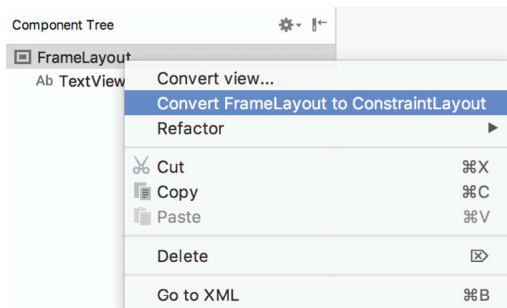 Component Tree
FrameLayout
Ab TextView
Convert view...
Convert FrameLayout to ConstraintLayout
Refactor
Cut ⌘X
Copy ⌘C
Paste ⌘V
Delete
Go to XML ⌘B